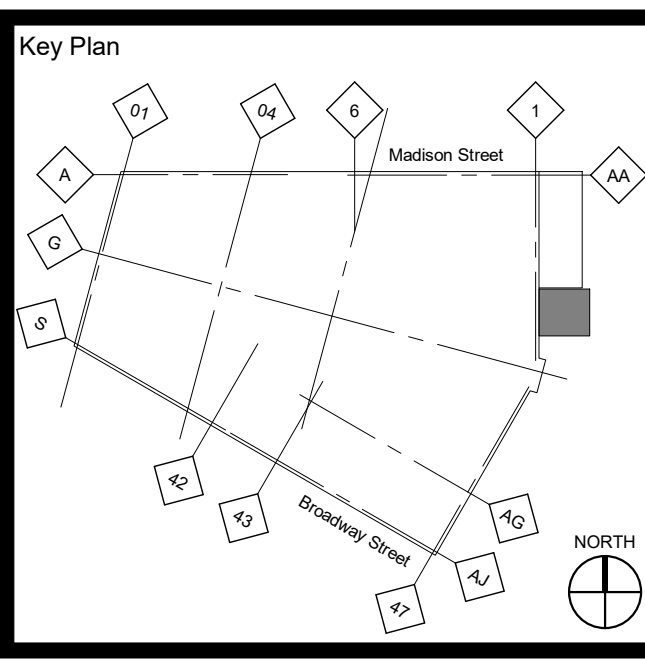 Key Plan
01
04
6
1
Madison Street
A
AA
G
S
42
43
Broadway Street
AG
AJ
47
NORTH